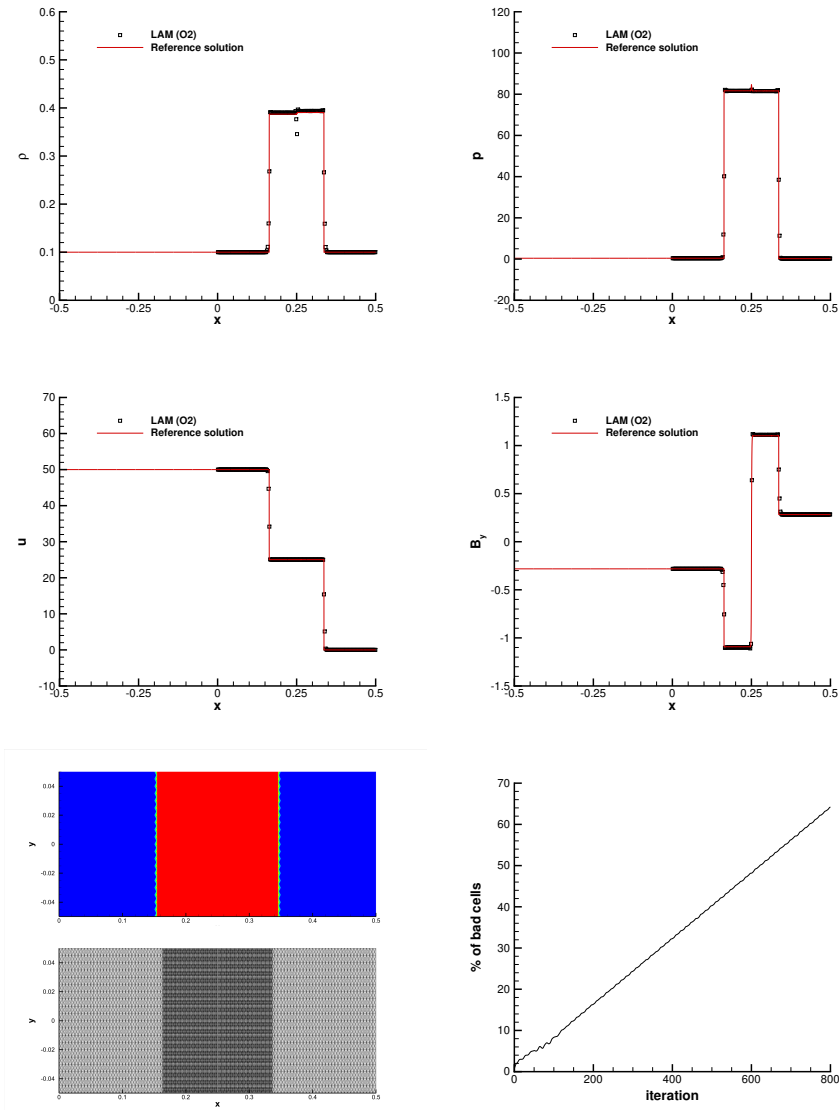 0.6
0.5
0.4
0.3
0.2
0.1
0
ρ
LAM (O2)
Reference solution
-0.5 -0.25 0 0.25 0.5
x
120
100
80
60
40
20
0
-20
p
LAM (O2)
Reference solution
-0.5 -0.25 0 0.25 0.5
x
70
60
50
40
30
20
10
0
-10
u
LAM (O2)
Reference solution
-0.5 -0.25 0 0.25 0.5
x
1.5
1
0.5
0
-0.5
-1
-1.5
B_y
LAM (O2)
Reference solution
-0.5 -0.25 0 0.25 0.5
x
0.04
0.02
0
-0.02
-0.04
y
0 0.1 0.2 0.3 0.4 0.5
0.04
0.02
0
-0.02
-0.04
y
0 0.1 0.2 0.3 0.4 0.5
x
70
60
50
40
30
20
10
0
% of bad cells
0 200 400 600 800
iteration